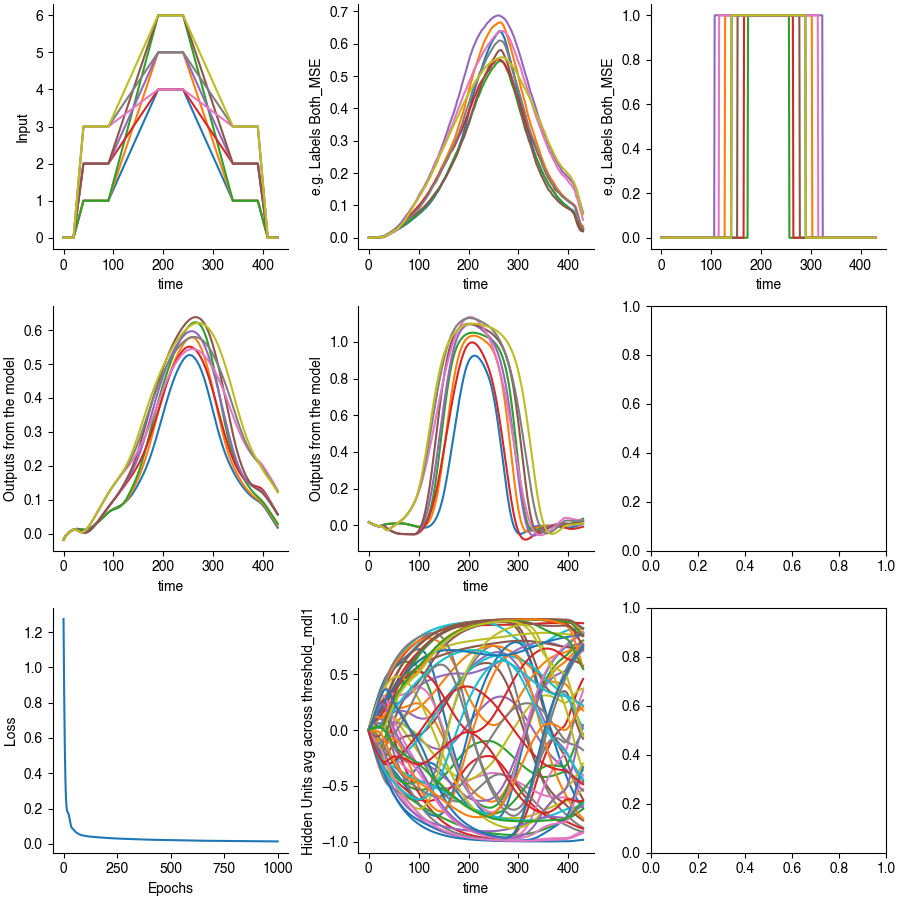 6
5
4
3
2
1
0
Input
0 100 200 300 400
time
0.7
0.6
0.5
0.4
0.3
0.2
0.1
0.0
e.g. Labels Both_MSE
0 100 200 300 400
time
1.0
0.8
0.6
0.4
0.2
0.0
e.g. Labels Both_MSE
0 100 200 300 400
time
0.6
0.5
0.4
0.3
0.2
0.1
0.0
Outputs from the model
0 100 200 300 400
time
1.0
0.8
0.6
0.4
0.2
0.0
Outputs from the model
0 100 200 300 400
time
1.0
0.8
0.6
0.4
0.2
0.0
0.0 0.2 0.4 0.6 0.8 1.0
1.2
1.0
0.8
0.6
0.4
0.2
0.0
Loss
0 250 500 750 1000
Epochs
1.0
0.5
0.0
−0.5
−1.0
Hidden Units avg across threshold_mdl1
0 100 200 300 400
time
1.0
0.8
0.6
0.4
0.2
0.0
0.0 0.2 0.4 0.6 0.8 1.0